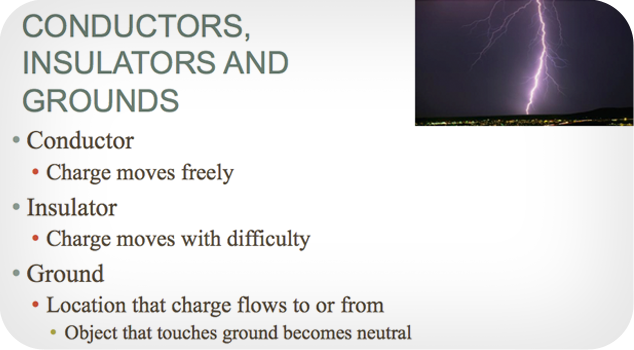 CONDUCTORS,
INSULATORS AND
GROUNDS
• Conductor
• Charge moves freely
• Insulator
• Charge moves with difficulty
• Ground
• Location that charge flows to or from
• Object that touches ground becomes neutral